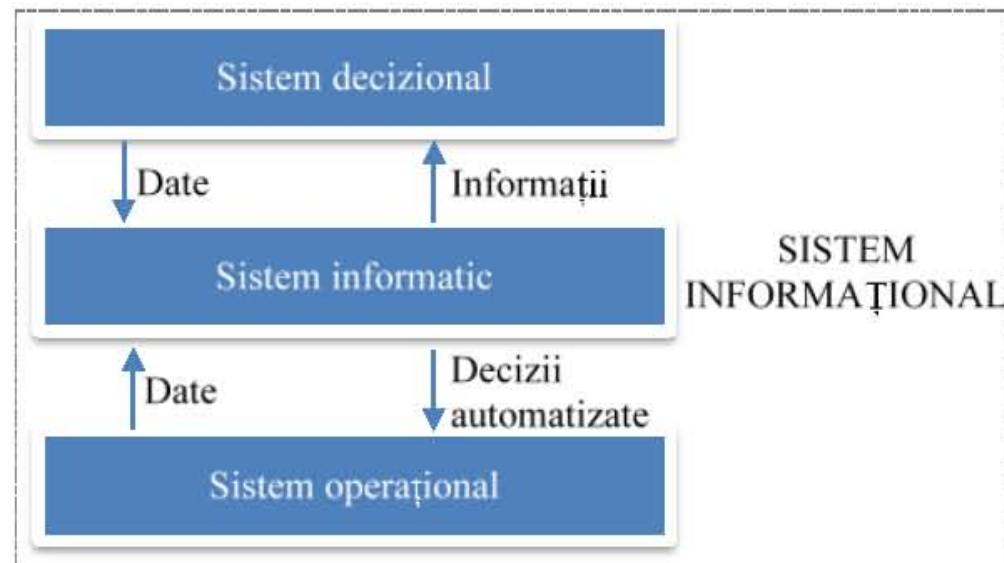 Sistem decizional
Date
Informații
Sistem informatic
SISTEM
INFORMAȚIONAL
Date
Decizii
automatizate
Sistem operațional